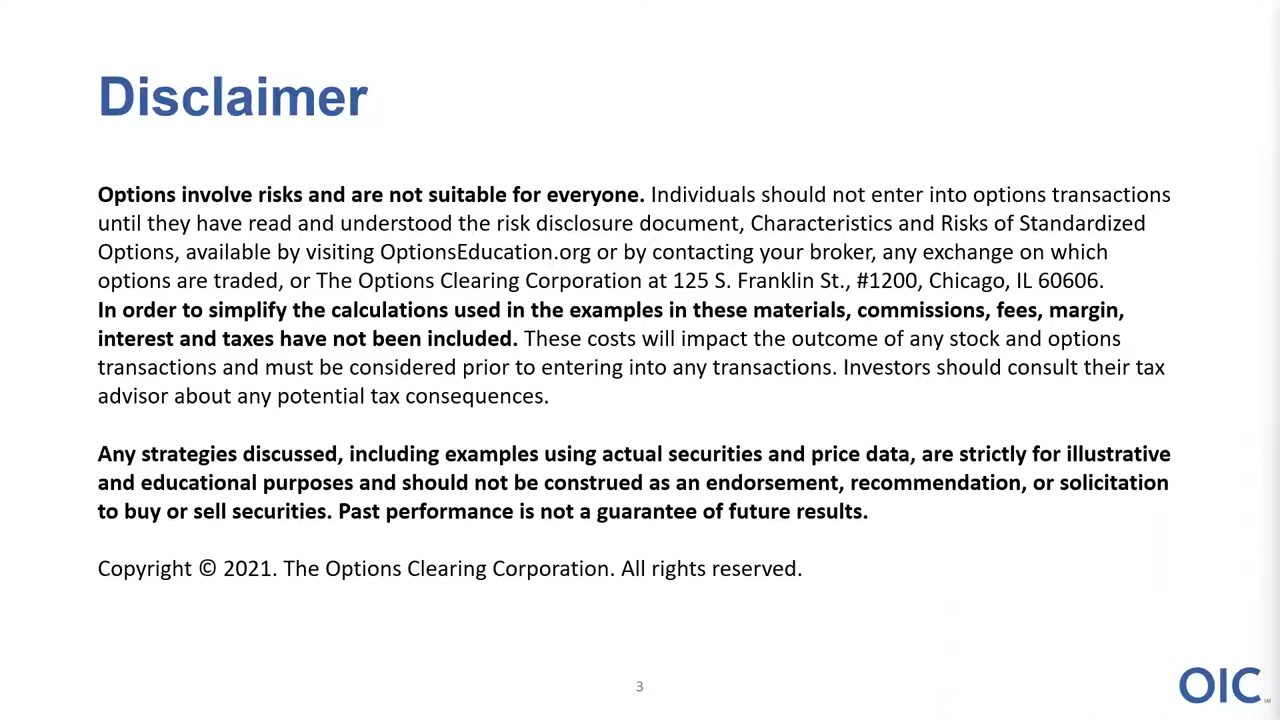 Disclaimer
Options involve risks and are not suitable for everyone. Individuals should not enter into options transactions
until they have read and understood the risk disclosure document, Characteristics and Risks of Standardized
Options, available by visiting OptionsEducation.org or by contacting your broker, any exchange on which
options are traded, or The Options Clearing Corporation at 125 S. Franklin St., #1200, Chicago, IL 60606.
In order to simplify the calculations used in the examples in these materials, commissions, fees, margin,
interest and taxes have not been included. These costs will impact the outcome of any stock and options
transactions and must be considered prior to entering into any transactions. Investors should consult their tax
advisor about any potential tax consequences.
Any strategies discussed, including examples using actual securities and price data, are strictly for illustrative
and educational purposes and should not be construed as an endorsement, recommendation, or solicitation
to buy or sell securities. Past performance is not a guarantee of future results.
Copyright © 2021. The Options Clearing Corporation. All rights reserved.
3
OIC℠